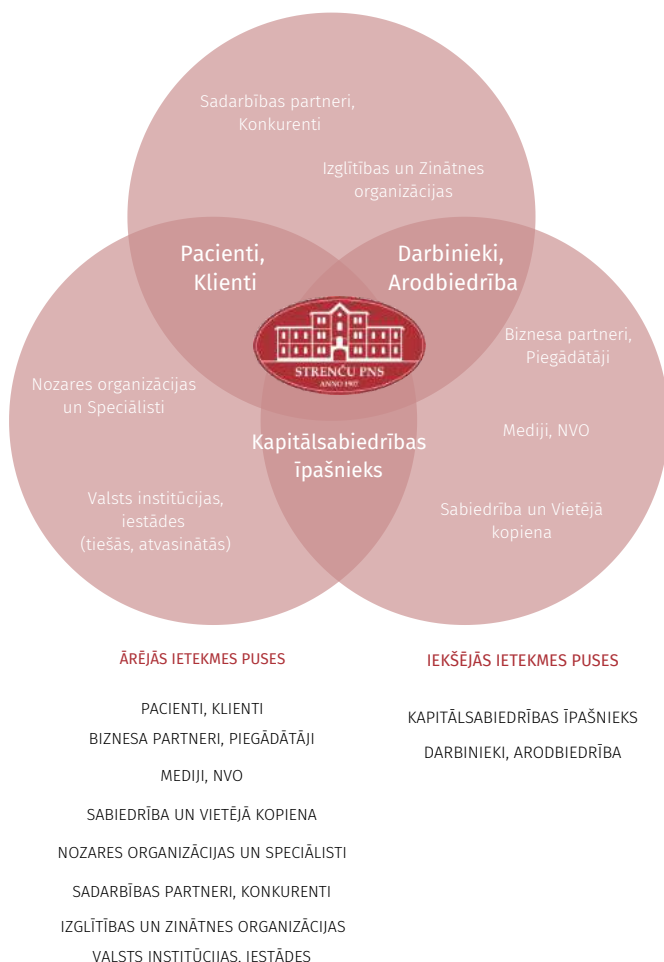 Sadarbības partneri,
Konkurenti
Izglītības un Zinātnes
organizācijas
Pacienti,
Klienti
Darbinieki,
Arodbiedrība
STRENČU PNS
ANNO 1907
Biznesa partneri,
Piegādātāji
Nozares organizācijas
un Speciālisti
Mediji, NVO
Kapitālsabiedrības
īpašnieks
Valsts institūcijas,
iestādes
(tiešās, atvasinātās)
Sabiedrība un Vietējā
kopiena
ĀRĒJĀS IETEKMES PUSES
PACIENTI, KLIENTI
BIZNESA PARTNERI, PIEGĀDĀTĀJI
MEDIJI, NVO
SABIEDRĪBA UN VIETĒJĀ KOPIENA
NOZARES ORGANIZĀCIJAS UN SPECIĀLISTI
SADARBĪBAS PARTNERI, KONKURENTI
IZGLĪTĪBAS UN ZINĀTNES ORGANIZĀCIJAS
VALSTS INSTITŪCIJAS, IESTĀDES
IEKŠĒJĀS IETEKMES PUSES
KAPITĀLSABIEDRĪBAS ĪPAŠNIEKS
DARBINIEKI, ARODBIEDRĪBA